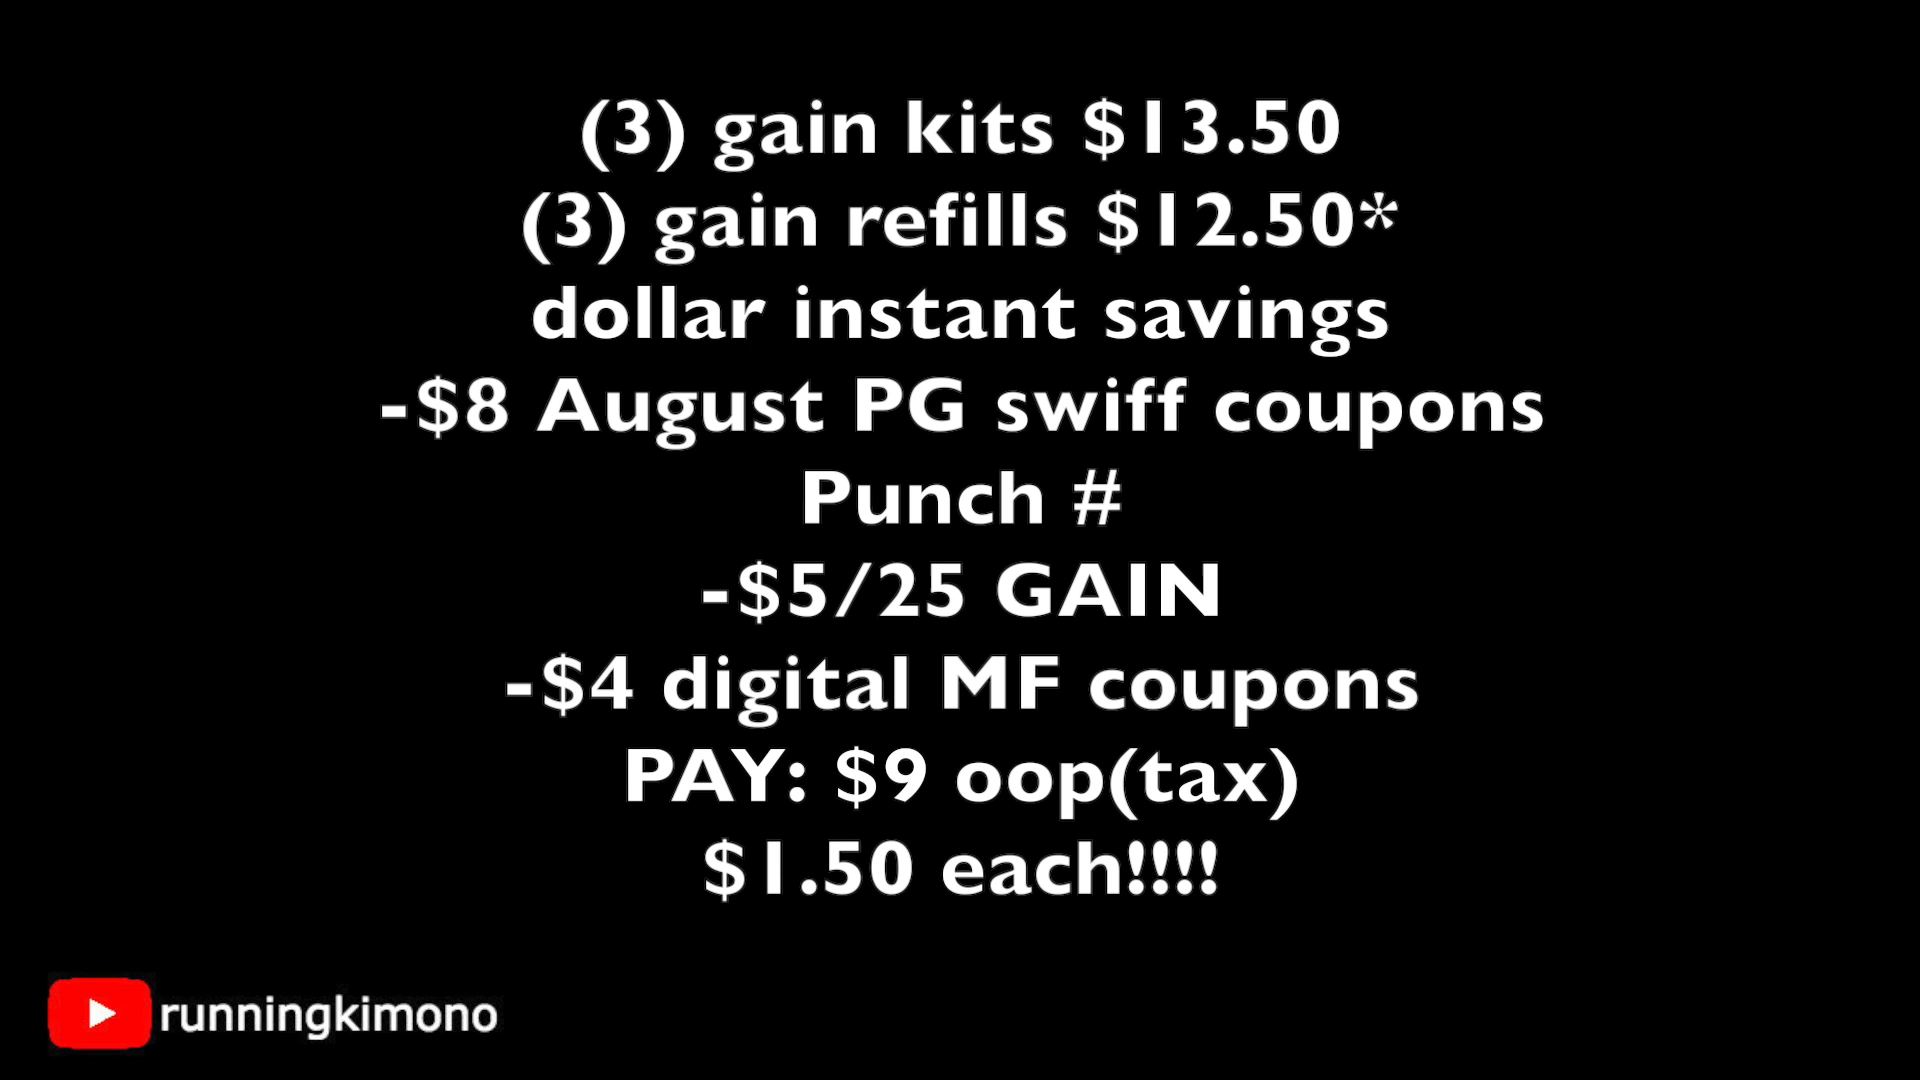 (3) gain kits $13.50
(3) gain refills $12.50*
dollar instant savings
-$8 August PG swiff coupons
Punch #
-$5/25 GAIN
-$4 digital MF coupons
PAY: $9 oop(tax)
$1.50 each!!!!
runningkimono